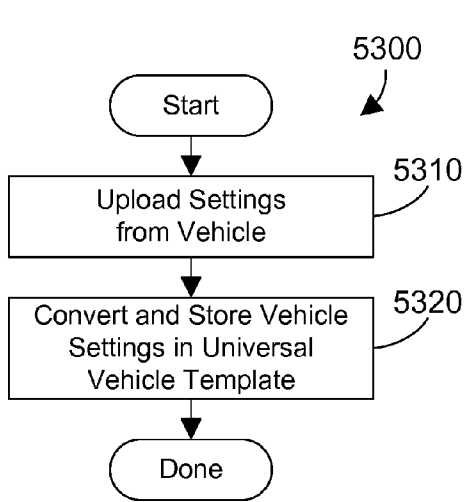 5300
Start
5310
Upload Settings
from Vehicle
5320
Convert and Store Vehicle
Settings in Universal
Vehicle Template
Done